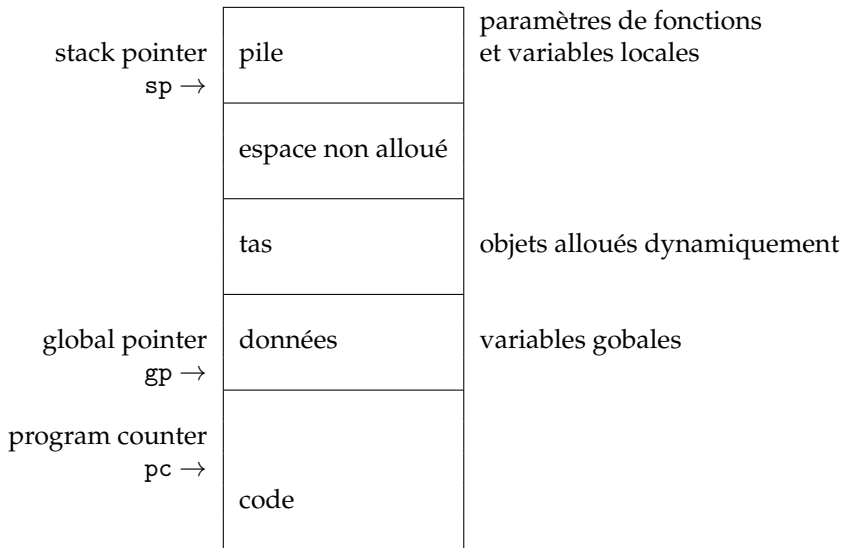 paramètres de fonctions
stack pointer pile et variables locales
sp →
espace non alloué
tas objets alloués dynamiquement
global pointer données variables gobales
gp →
program counter
pc →
code